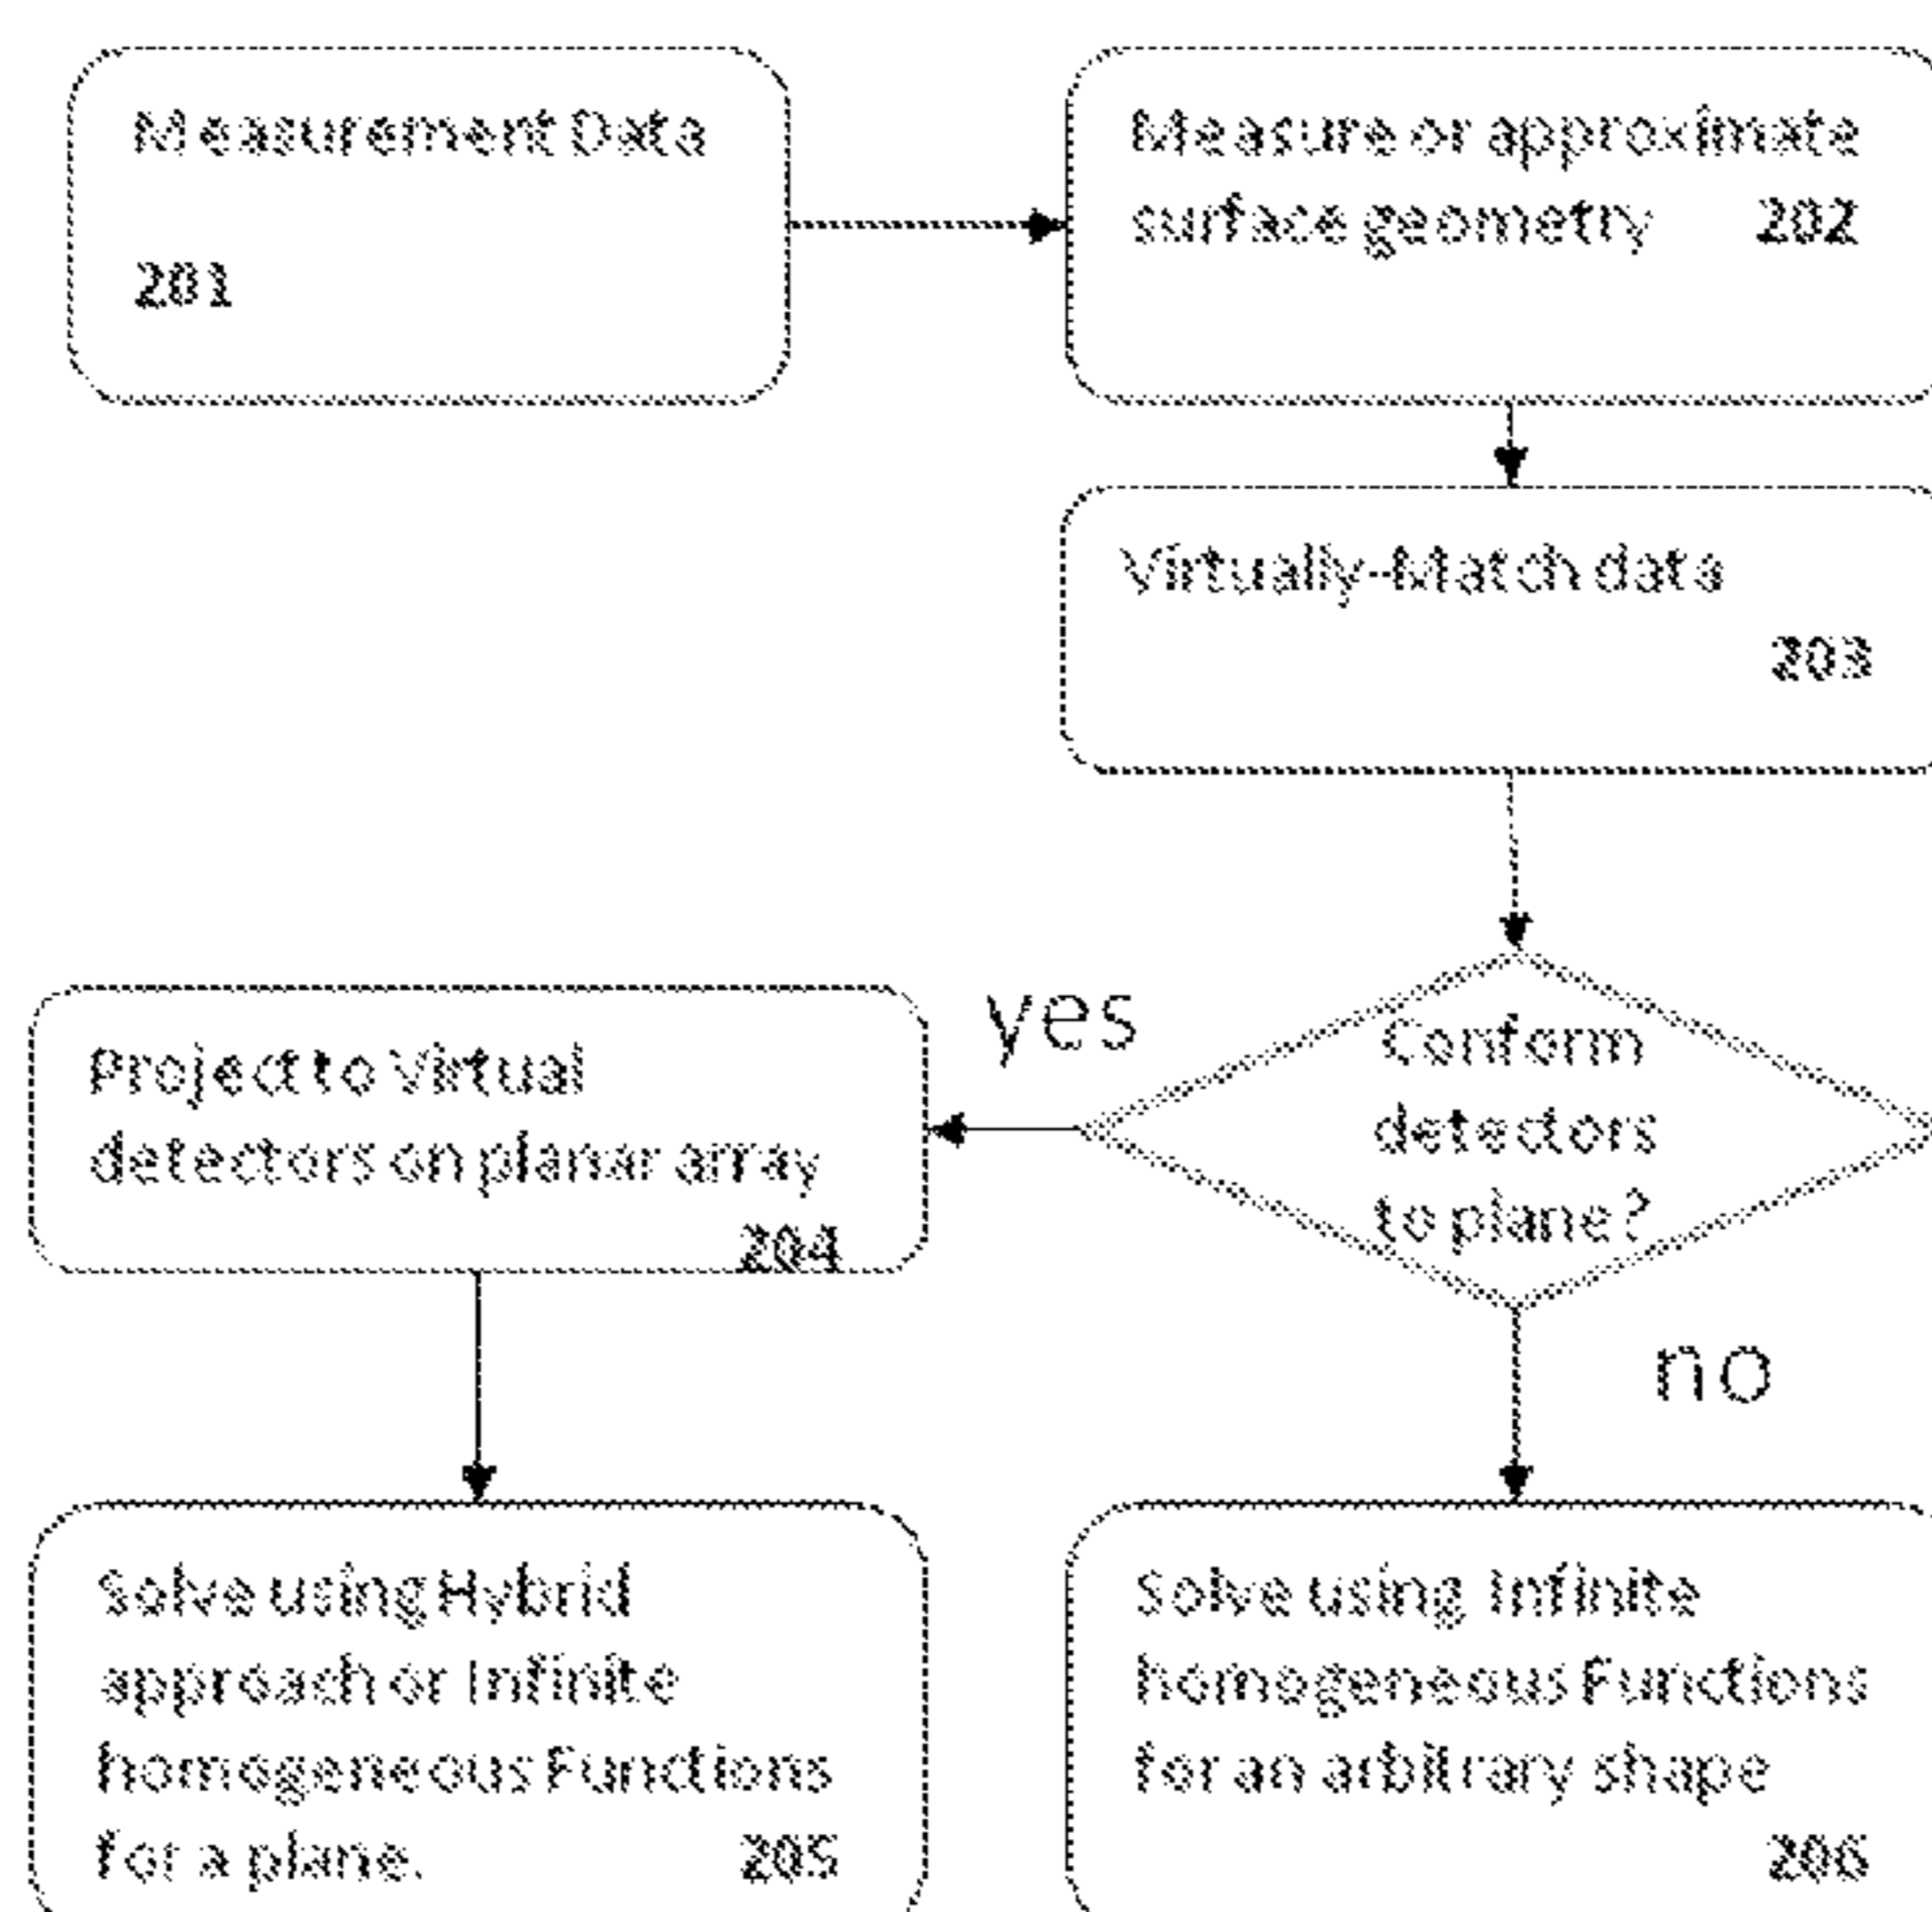 Measurement Data
201
Measure or approximate
surface geometry 202
Virtually-Match data
203
Conform
detectors
to plane?
yes
no
Project to Virtual
detectors on planar array
204
Solve using Hybrid
approach or Infinite
homogeneous Functions
for a plane. 205
Solve using Infinite
homogeneous Functions
for an arbitrary shape
206